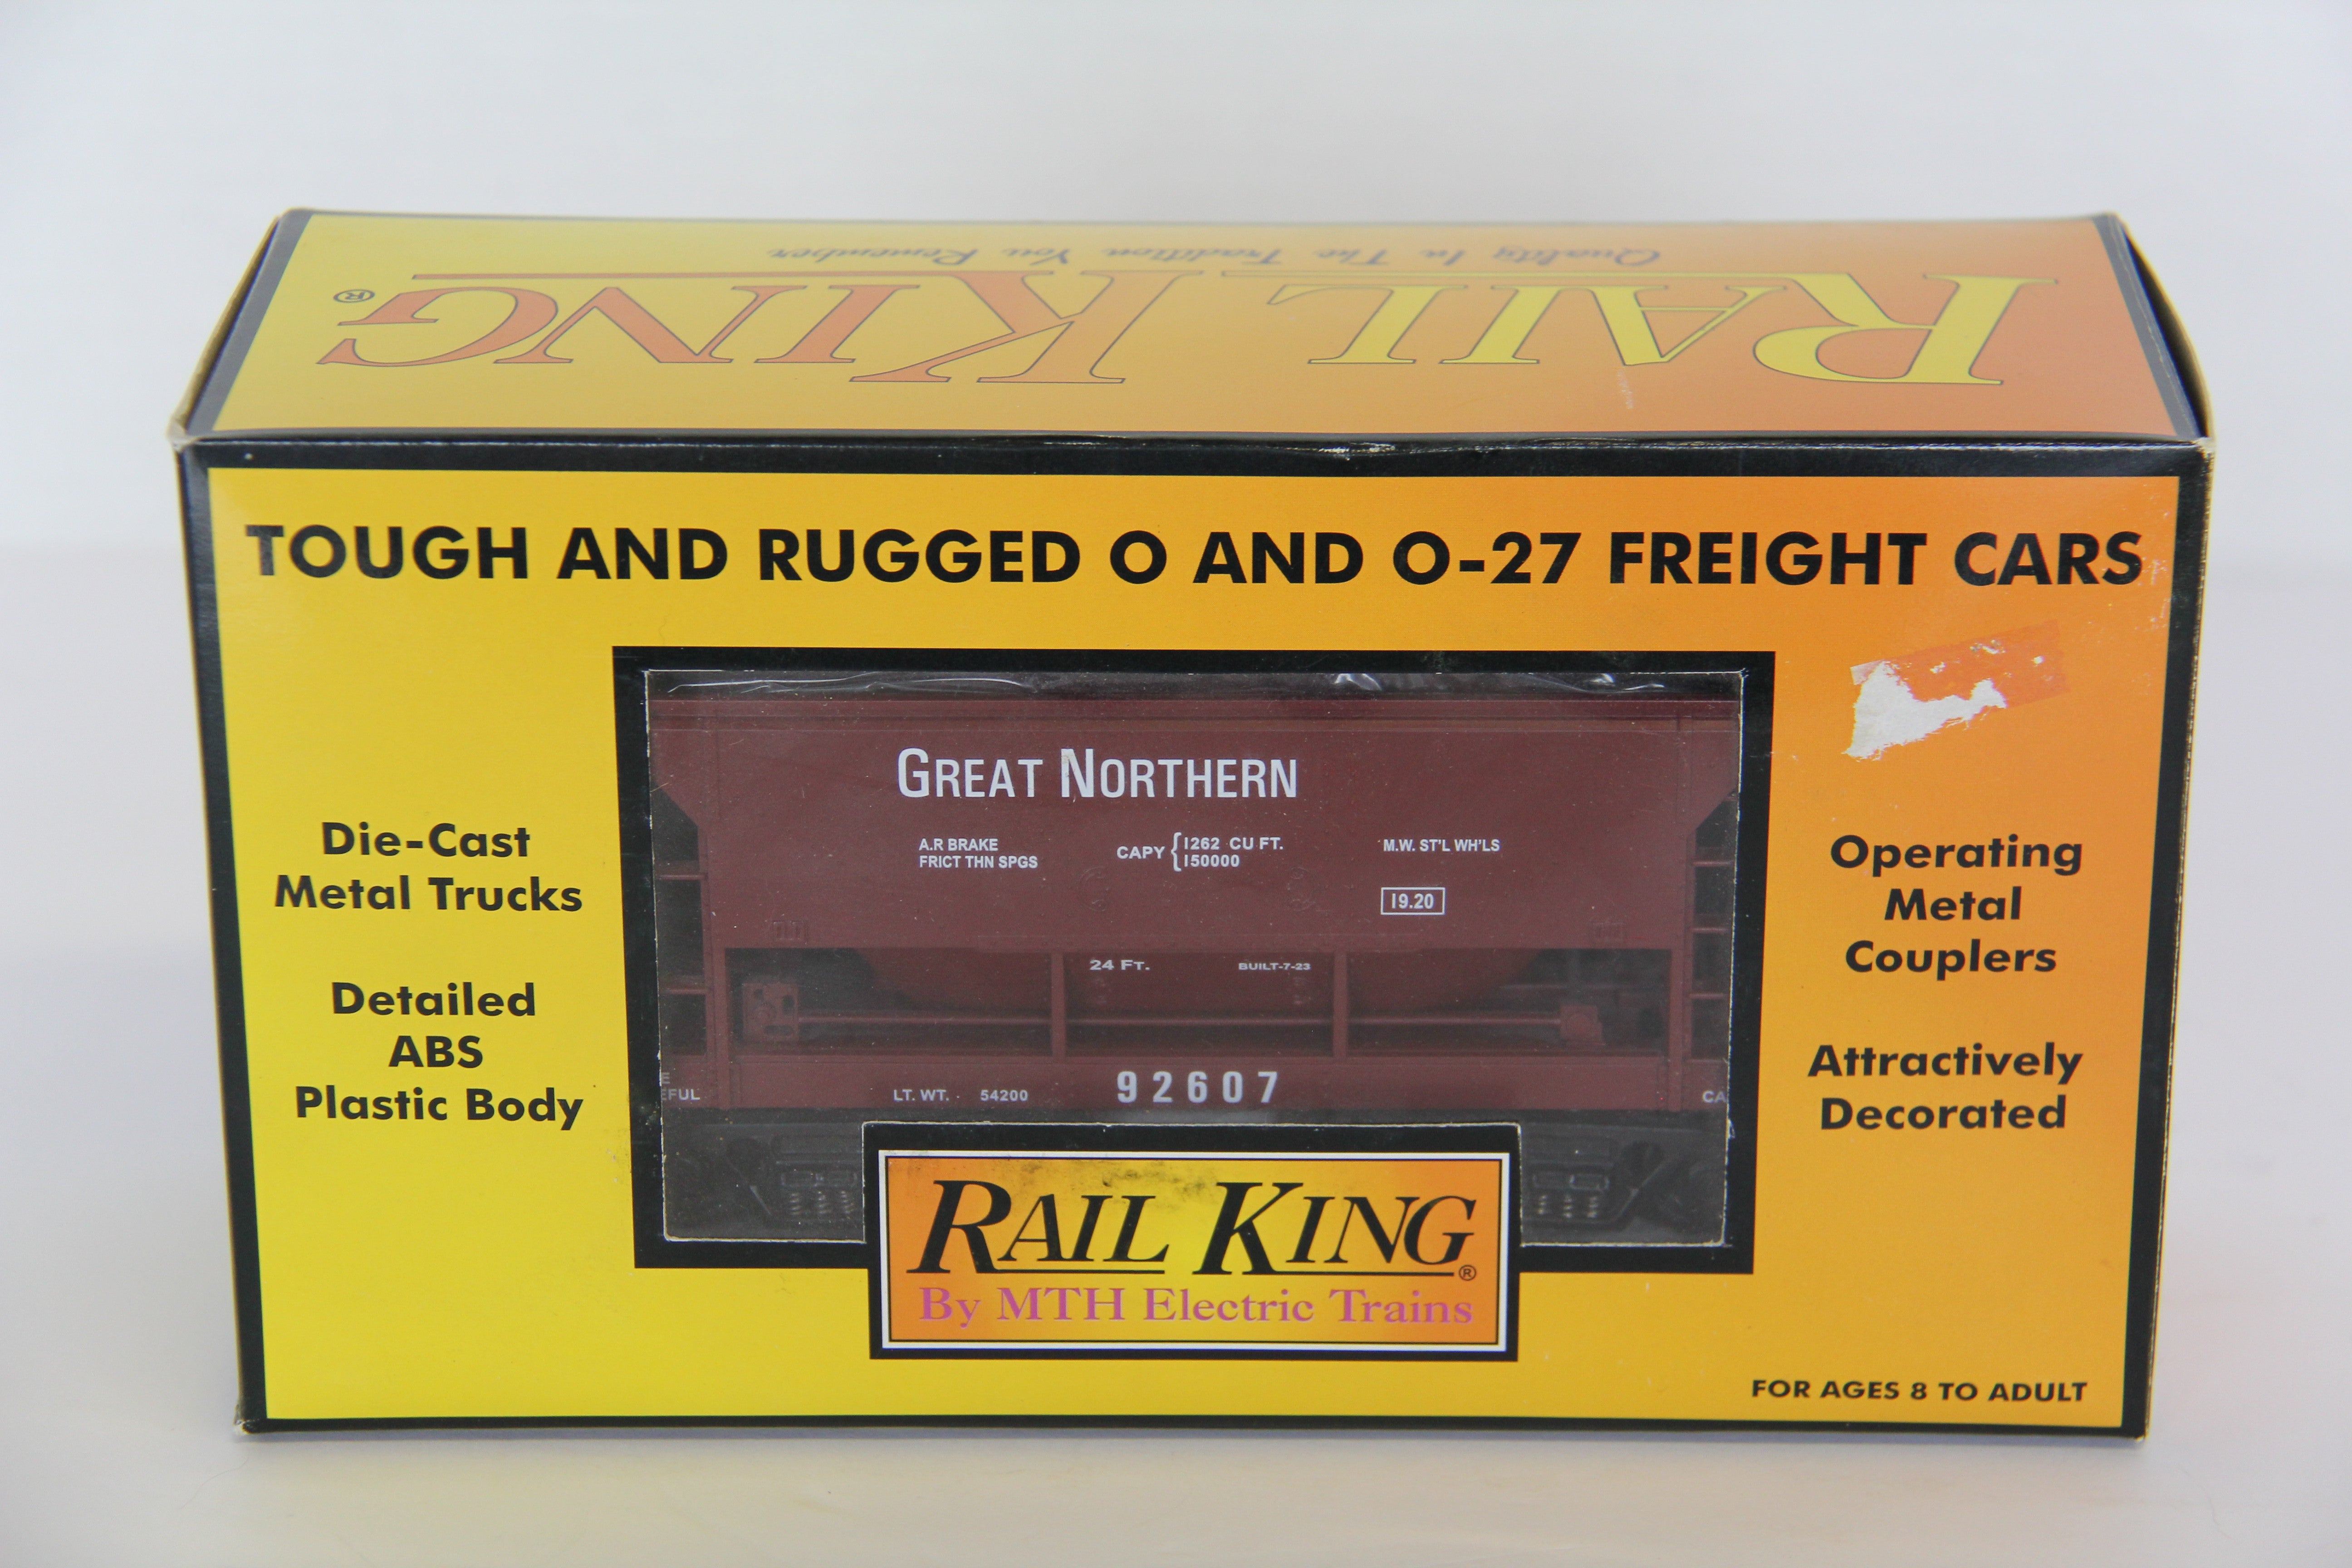 Quality In The Tradition You Remember
RAIL KING®
TOUGH AND RUGGED O AND O-27 FREIGHT CARS
Die-Cast
Metal Trucks
Detailed
ABS
Plastic Body
GREAT NORTHERN
A.R BRAKE
FRICT THN SPGS
CAPY { 1262 CU FT.
150000
M.W. ST'L WH'LS
19.20
24 FT.
BUILT-7-23
E
EFUL
LT. WT. 54200
92607
CA
RAIL KING®
By MTH Electric Trains
Operating
Metal
Couplers
Attractively
Decorated
FOR AGES 8 TO ADULT